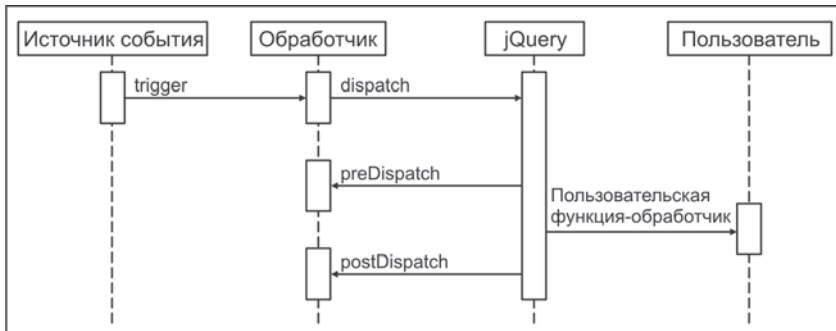 Источник события
Обработчик
jQuery
Пользователь
trigger
dispatch
preDispatch
Пользовательская
функция-обработчик
postDispatch